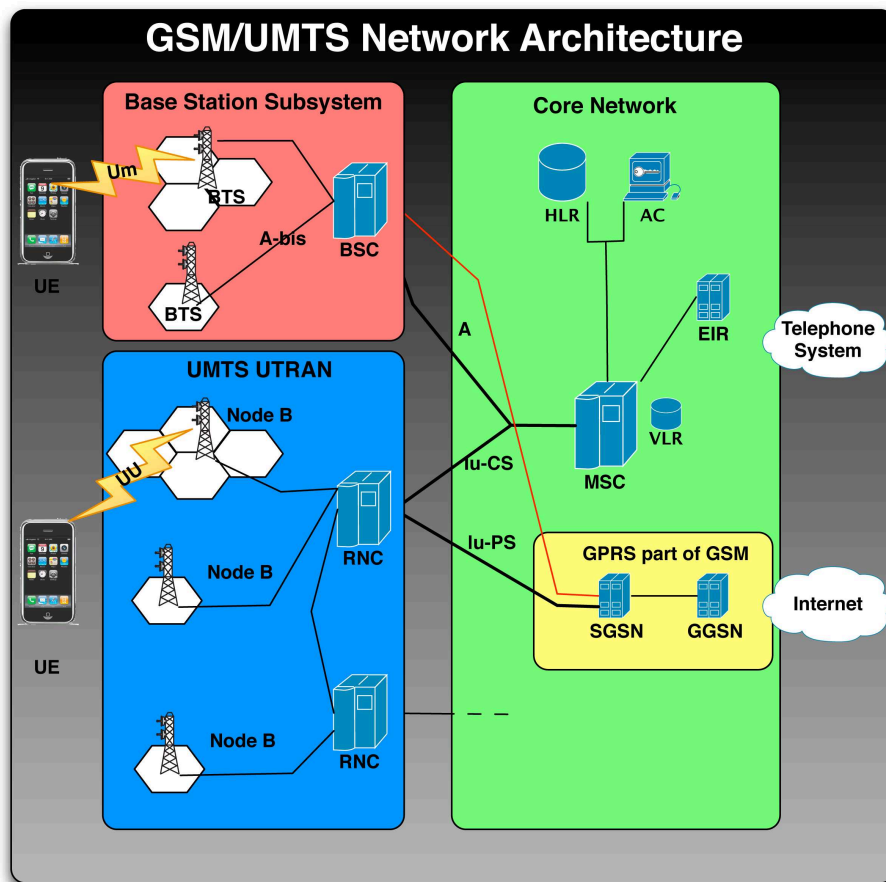 GSM/UMTS Network Architecture
Base Station Subsystem
Core Network
Um
BTS
HLR
AC
A-bis
BSC
UE
BTS
A
EIR
Telephone
System
UMTS UTRAN
Node B
VLR
UU
Iu-CS
MSC
Iu-PS
GPRS part of GSM
RNC
Node B
Internet
SGSN
GGSN
UE
Node B
RNC